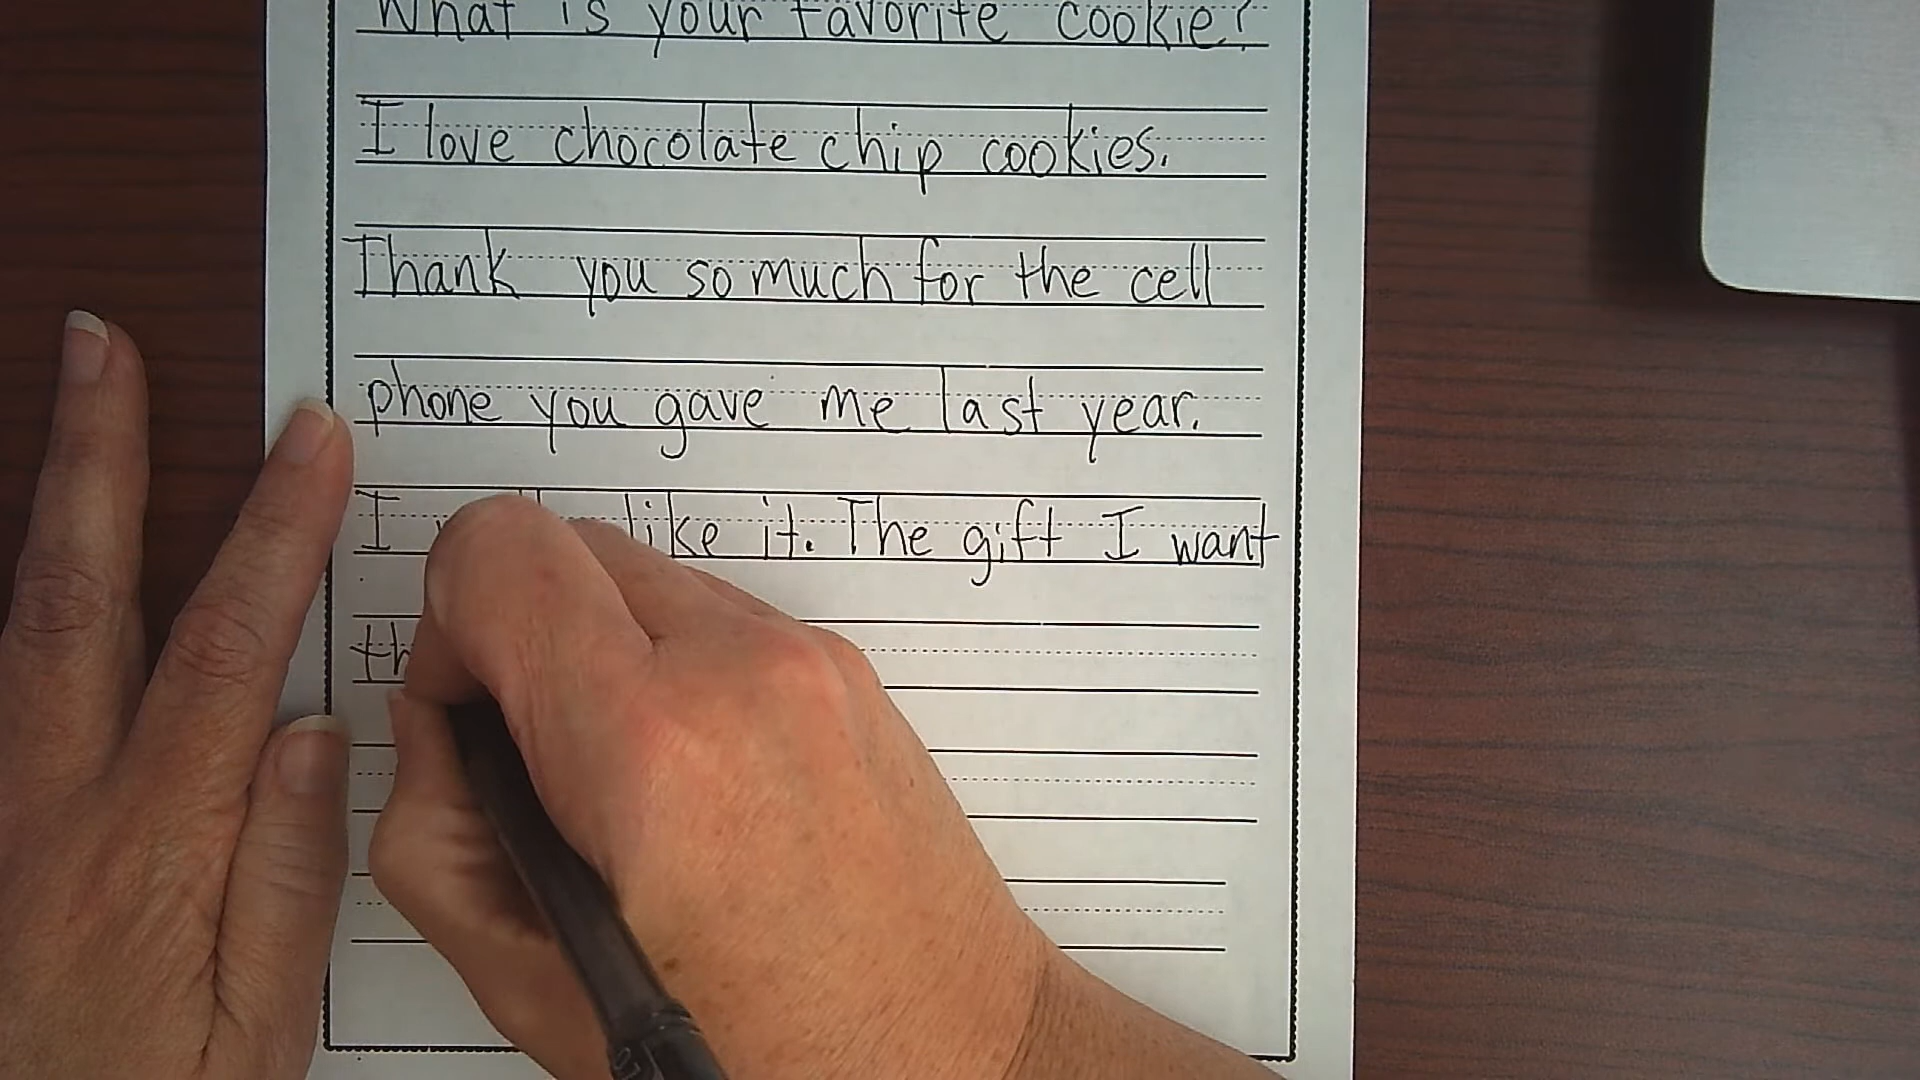 What is your favorite cookie?
I love chocolate chip cookies.
Thank you so much for the cell
phone you gave me last year.
I like it. The gift I want
th